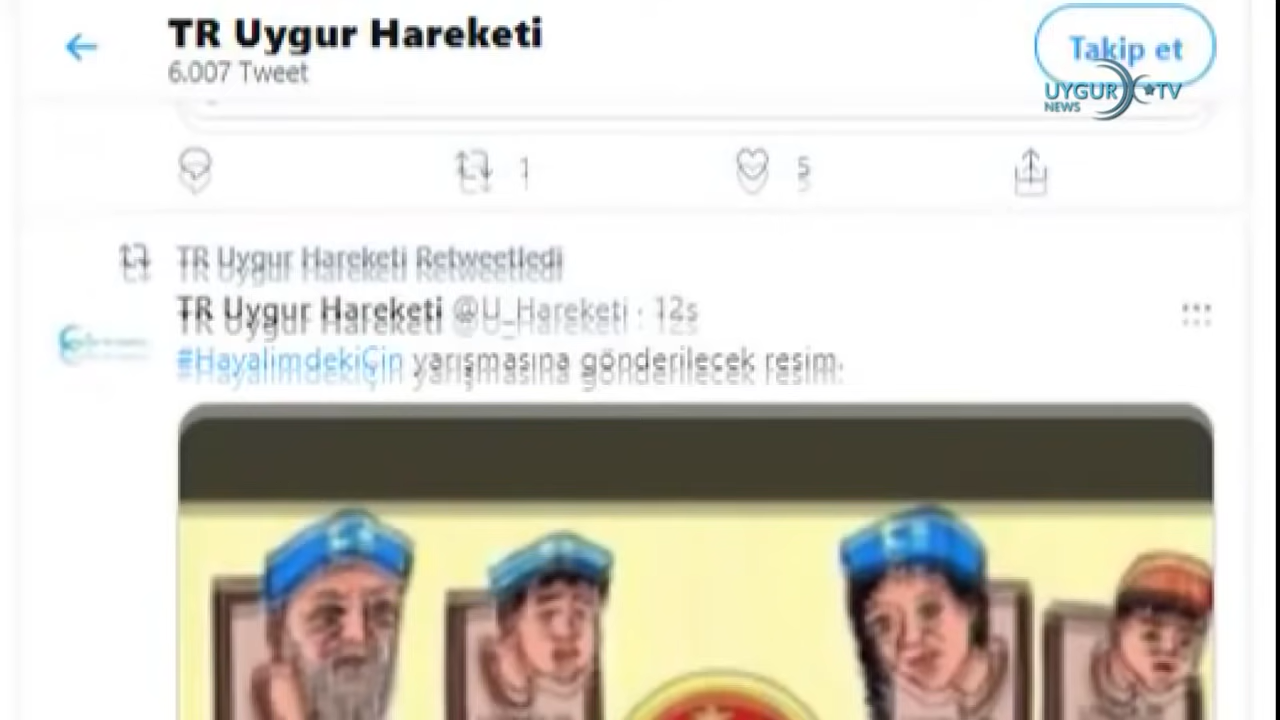 TR Uygur Hareketi
6.007 Tweet
Takip et
UYGUR TV
NEWS
1
5
TR Uygur Hareketi Retweetledi
TR Uygur Hareketi @U_Hareketi · 12s
#HayalimdekiÇin yarışmasına gönderilecek resim.